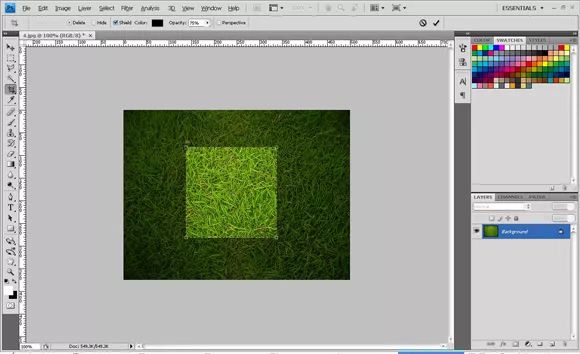 Ps
File Edit Image Layer Select Filter Analysis 3D View Window Help
100%
ESSENTIALS
Delete Hide Shield Color: Opacity: 75% Perspective
4.jpg @ 100% (RGB/8) *
COLOR SWATCHES STYLES
A
LAYERS CHANNELS PATHS
Background
100% Doc: 549.3K/549.3K